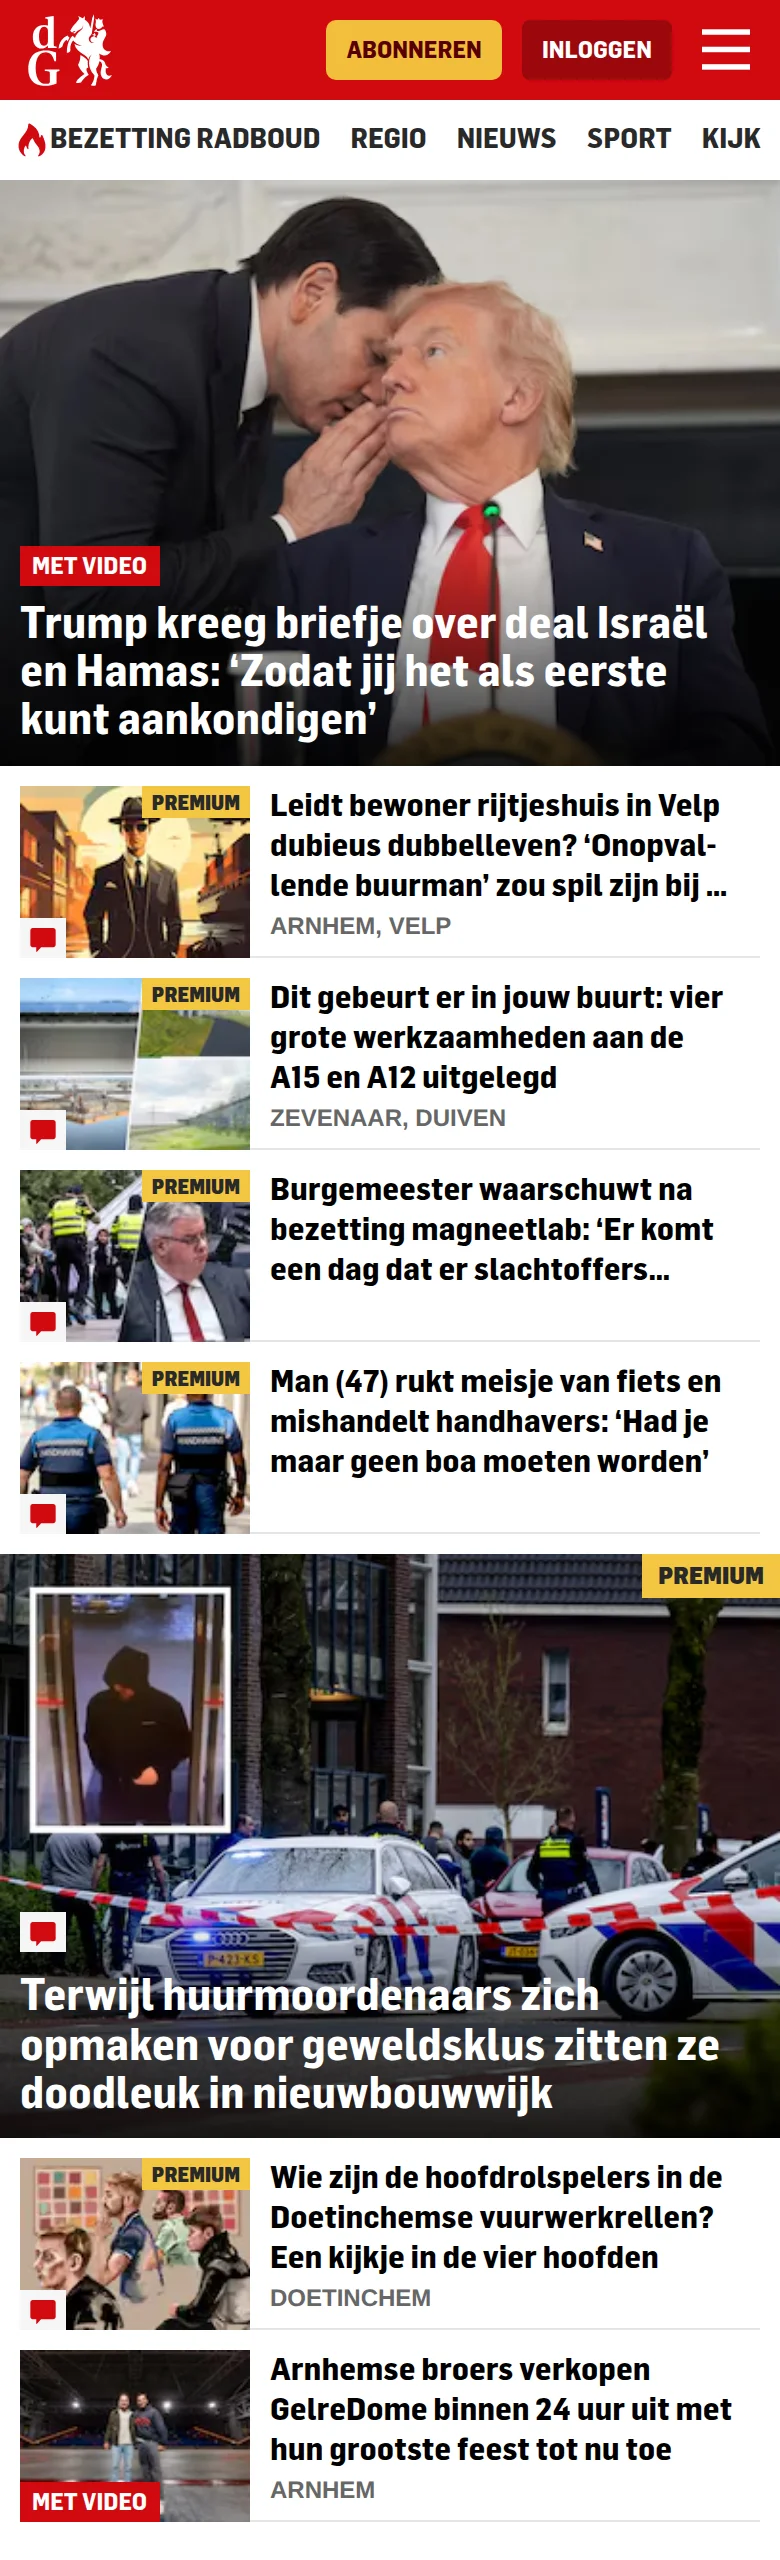 dG
ABONNEREN
INLOGGEN
BEZETTING RADBOUD
REGIO
NIEUWS
SPORT
KIJK
MET VIDEO
Trump kreeg briefje over deal Israël
en Hamas: ‘Zodat jij het als eerste
kunt aankondigen’
PREMIUM
Leidt bewoner rijtjeshuis in Velp
dubieus dubbelleven? ‘Onopval-
lende buurman’ zou spil zijn bij ...
ARNHEM, VELP
PREMIUM
Dit gebeurt er in jouw buurt: vier
grote werkzaamheden aan de
A15 en A12 uitgelegd
ZEVENAAR, DUIVEN
PREMIUM
Burgemeester waarschuwt na
bezetting magneetlab: ‘Er komt
een dag dat er slachtoffers...
PREMIUM
HANDHAVING
HANDHAVING
Man (47) rukt meisje van fiets en
mishandelt handhavers: ‘Had je
maar geen boa moeten worden’
PREMIUM
P-423-KS
Terwijl huurmoordenaars zich
opmaken voor geweldsklus zitten ze
doodleuk in nieuwbouwwijk
PREMIUM
Wie zijn de hoofdrolspelers in de
Doetinchemse vuurwerkrellen?
Een kijkje in de vier hoofden
DOETINCHEM
MET VIDEO
Arnhemse broers verkopen
GelreDome binnen 24 uur uit met
hun grootste feest tot nu toe
ARNHEM